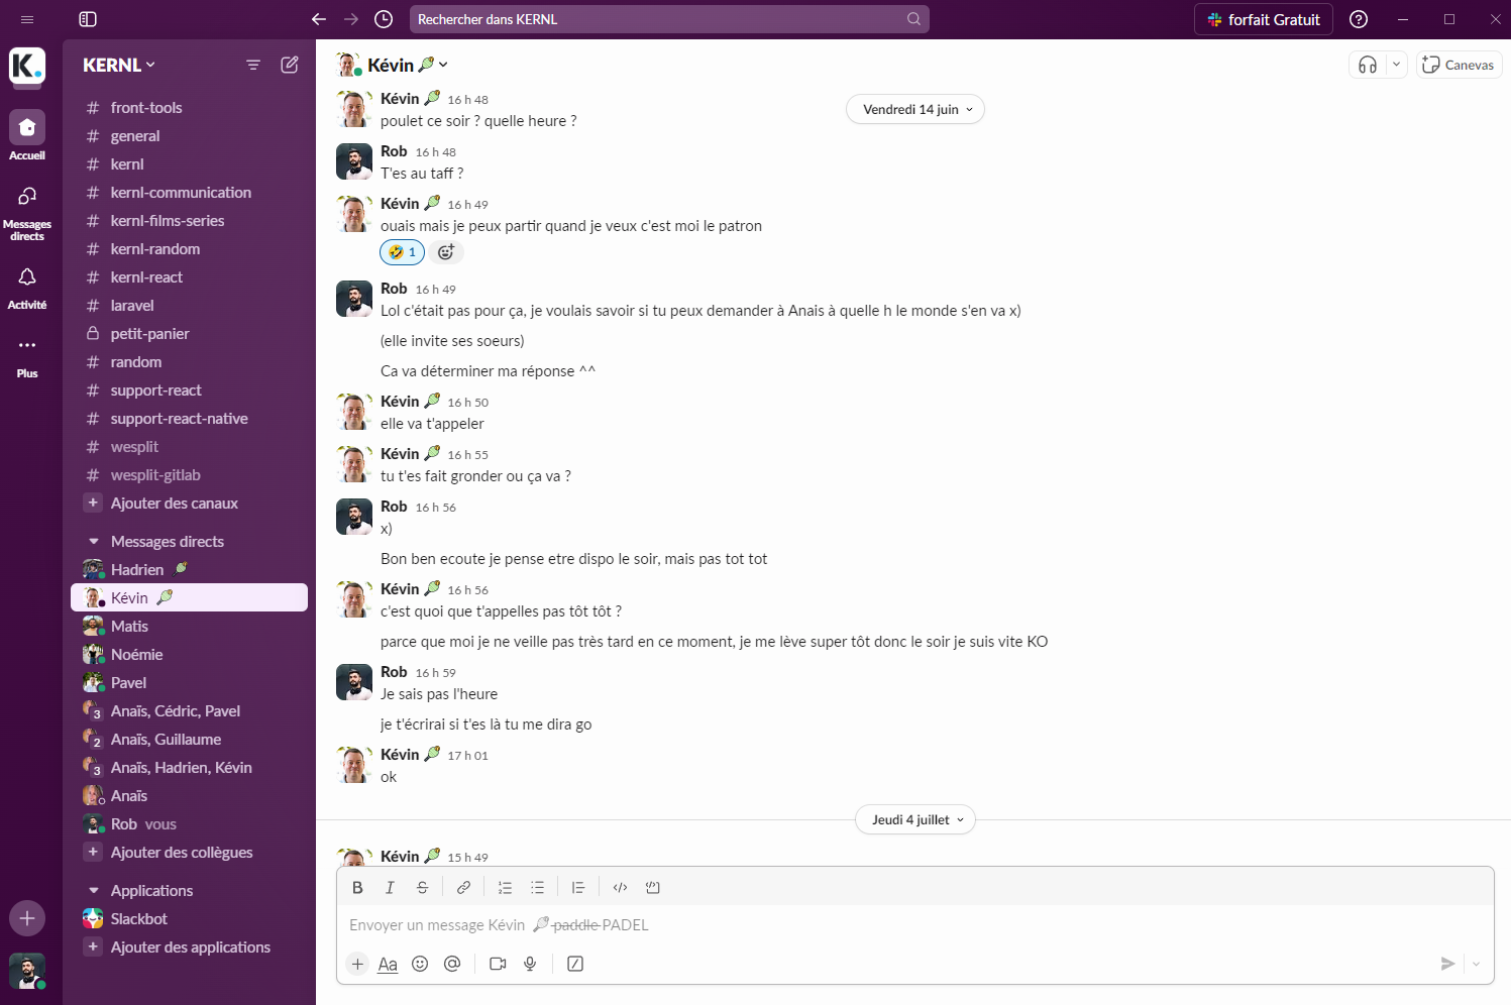 Rechercher dans KERNL
forfait Gratuit
K.
Accueil
Messages
directs
Activité
Plus
KERNL
# front-tools
# general
# kernl
# kernl-communication
# kernl-films-series
# kernl-random
# kernl-react
# laravel
petit-panier
# random
# support-react
# support-react-native
# wesplit
# wesplit-gitlab
+ Ajouter des canaux
Messages directs
Hadrien
Kévin
Matis
Noémie
Pavel
3 Anaïs, Cédric, Pavel
2 Anaïs, Guillaume
3 Anaïs, Hadrien, Kévin
Anaïs
Rob vous
+ Ajouter des collègues
Applications
Slackbot
+ Ajouter des applications
Kévin
Canevas
Vendredi 14 juin
Kévin 16 h 48
poulet ce soir ? quelle heure ?
Rob 16 h 48
T'es au taff ?
Kévin 16 h 49
ouais mais je peux partir quand je veux c'est moi le patron
1
Rob 16 h 49
Lol c'était pas pour ça, je voulais savoir si tu peux demander à Anais à quelle h le monde s'en va x)
(elle invite ses soeurs)
Ca va déterminer ma réponse ^^
Kévin 16 h 50
elle va t'appeler
Kévin 16 h 55
tu t'es fait gronder ou ça va ?
Rob 16 h 56
x)
Bon ben ecoute je pense etre dispo le soir, mais pas tot tot
Kévin 16 h 56
c'est quoi que t'appelles pas tôt tôt ?
parce que moi je ne veille pas très tard en ce moment, je me lève super tôt donc le soir je suis vite KO
Rob 16 h 59
Je sais pas l'heure
je t'écrirai si t'es là tu me dira go
Kévin 17 h 01
ok
Jeudi 4 juillet
Kévin 15 h 49
B I S
Envoyer un message Kévin paddle PADEL
+ Aa @